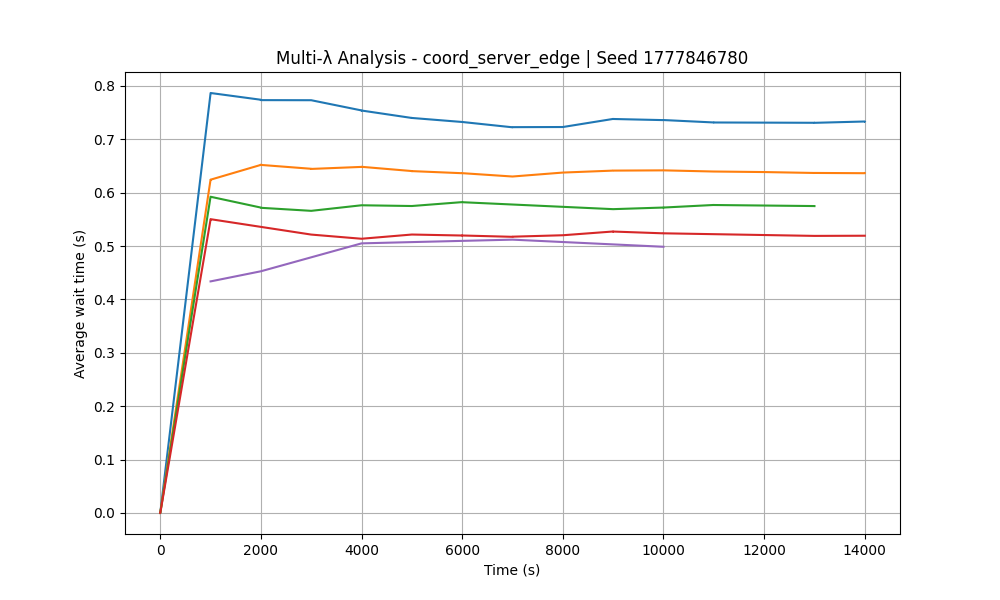 Multi-λ Analysis - coord_server_edge | Seed 1777846780
Average wait time (s)
0.8
0.7
0.6
0.5
0.4
0.3
0.2
0.1
0.0
0 2000 4000 6000 8000 10000 12000 14000
Time (s)